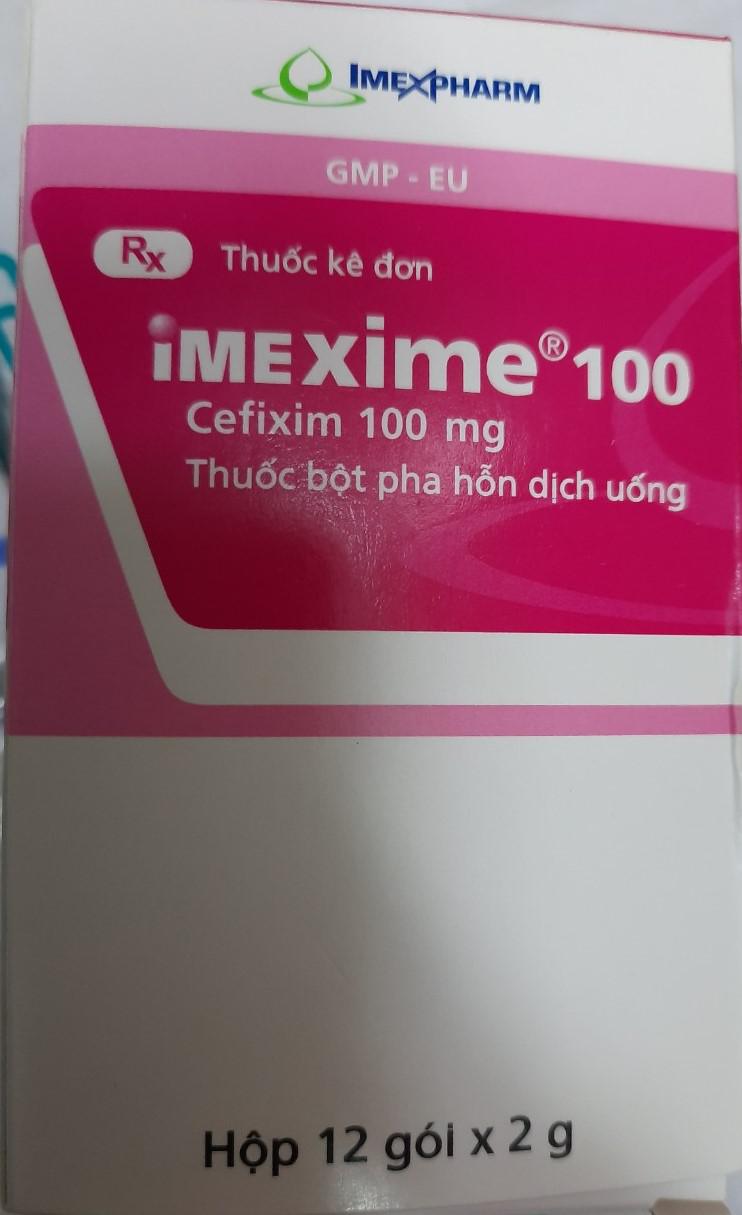 IMEXPHARM
GMP - EU
Rx Thuốc kê đơn
iMEXime® 100
Cefixim 100 mg
Thuốc bột pha hỗn dịch uống
Hộp 12 gói x 2 g